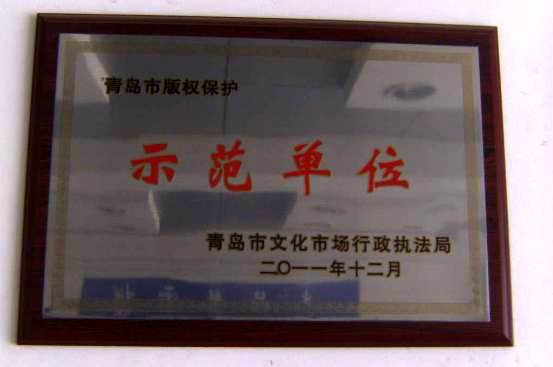 青岛市版权保护
示范单位
青岛市文化市场行政执法局
二〇一一年十二月